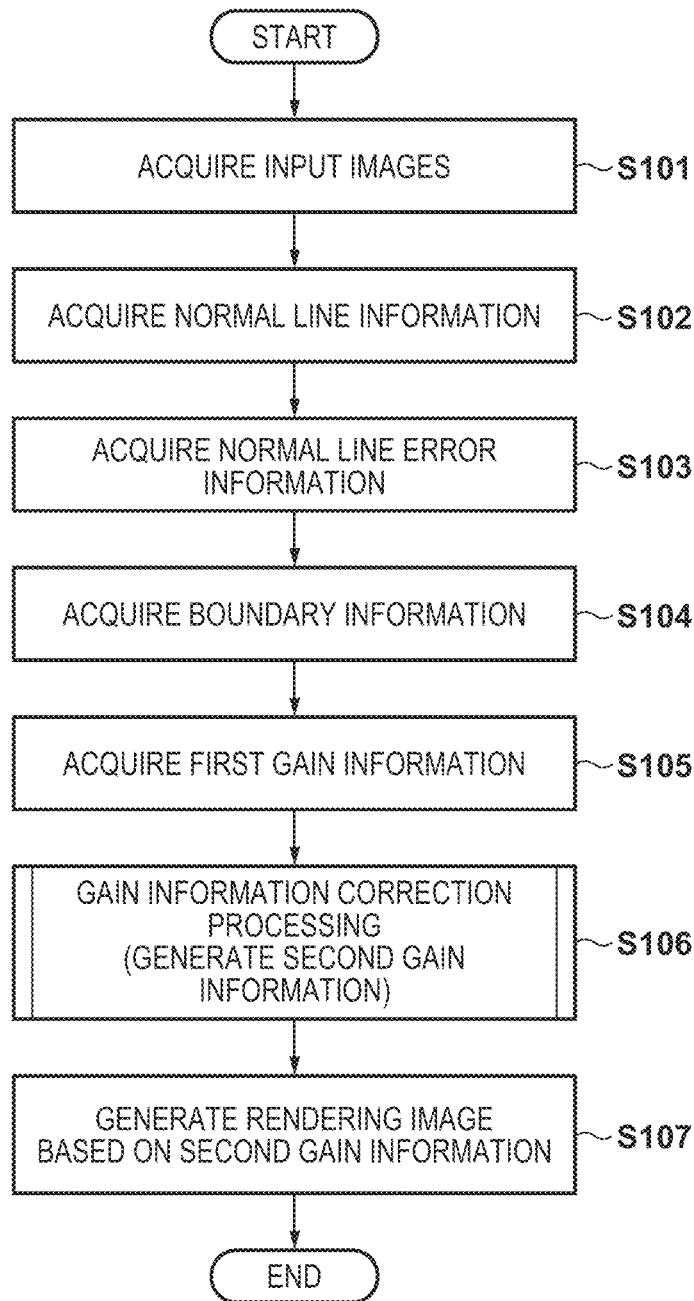 START
ACQUIRE INPUT IMAGES
S101
ACQUIRE NORMAL LINE INFORMATION
S102
ACQUIRE NORMAL LINE ERROR
INFORMATION
S103
ACQUIRE BOUNDARY INFORMATION
S104
ACQUIRE FIRST GAIN INFORMATION
S105
GAIN INFORMATION CORRECTION
PROCESSING
(GENERATE SECOND GAIN
INFORMATION)
S106
GENERATE RENDERING IMAGE
BASED ON SECOND GAIN INFORMATION
S107
END